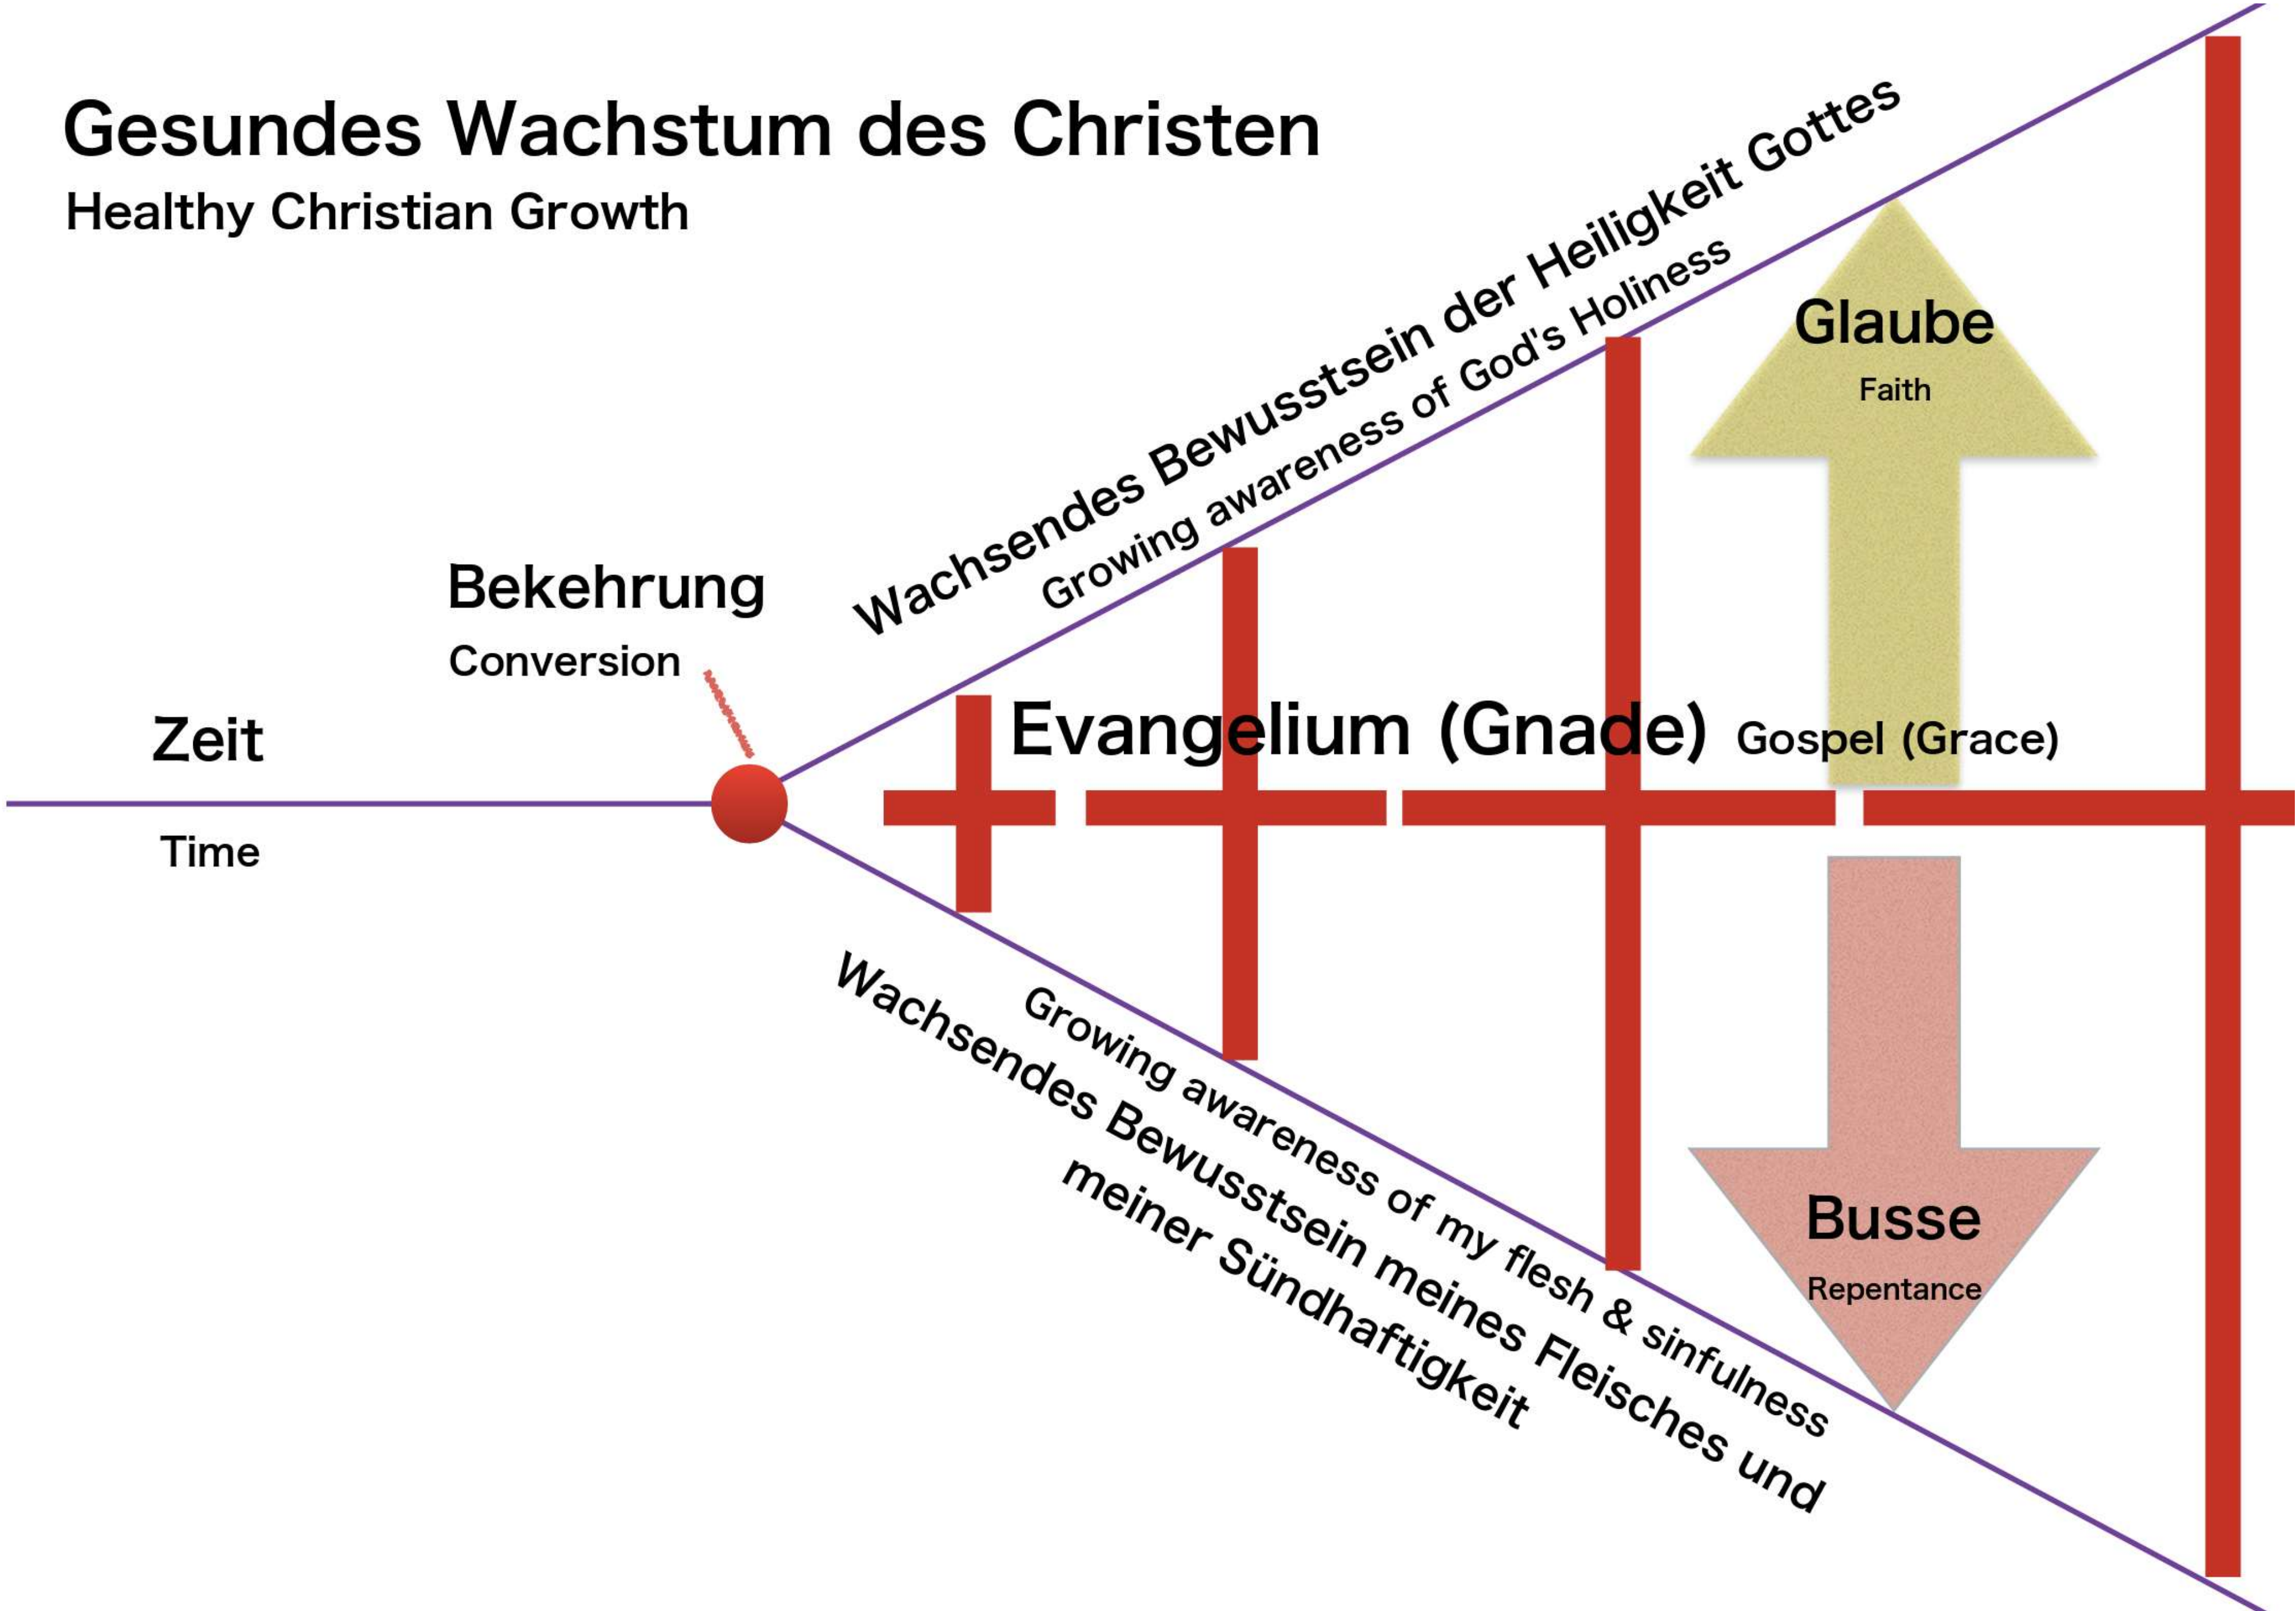 Gesundes Wachstum des Christen
Healthy Christian Growth
Wachsendes Bewusstsein der Heiligkeit Gottes
Growing awareness of God's Holiness
Glaube
Faith
Bekehrung
Conversion
Zeit
Time
Evangelium (Gnade)
Gospel (Grace)
Growing awareness of my flesh & sinfulness
Wachsendes Bewusstsein meines Fleisches und
meiner Sündhaftigkeit
Busse
Repentance